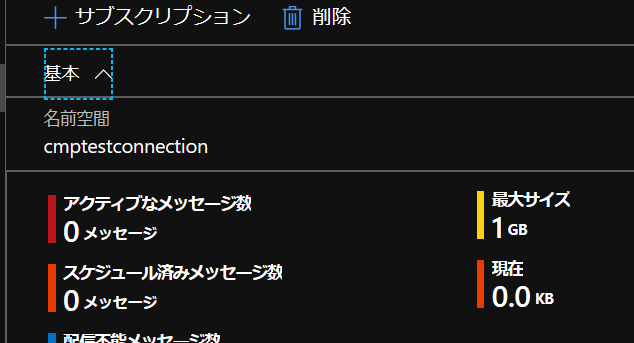 サブスクリプション 削除
基本
名前空間
cmptestconnection
アクティブなメッセージ数
0 メッセージ
最大サイズ
1 GB
スケジュール済みメッセージ数
0 メッセージ
現在
0.0 KB
配信不能メッセージ数